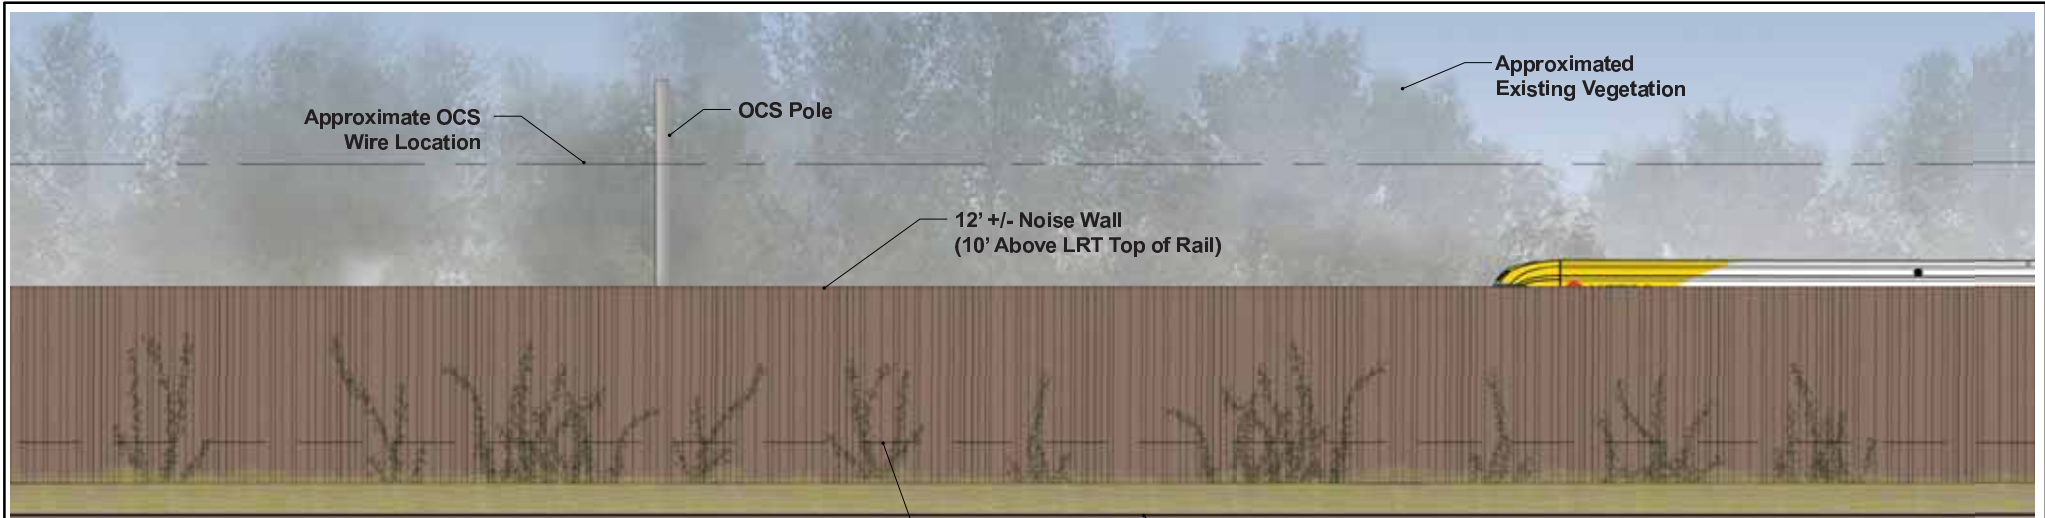 Approximated
Existing Vegetation
Approximate OCS
Wire Location
OCS Pole
12' +/- Noise Wall
(10' Above LRT Top of Rail)